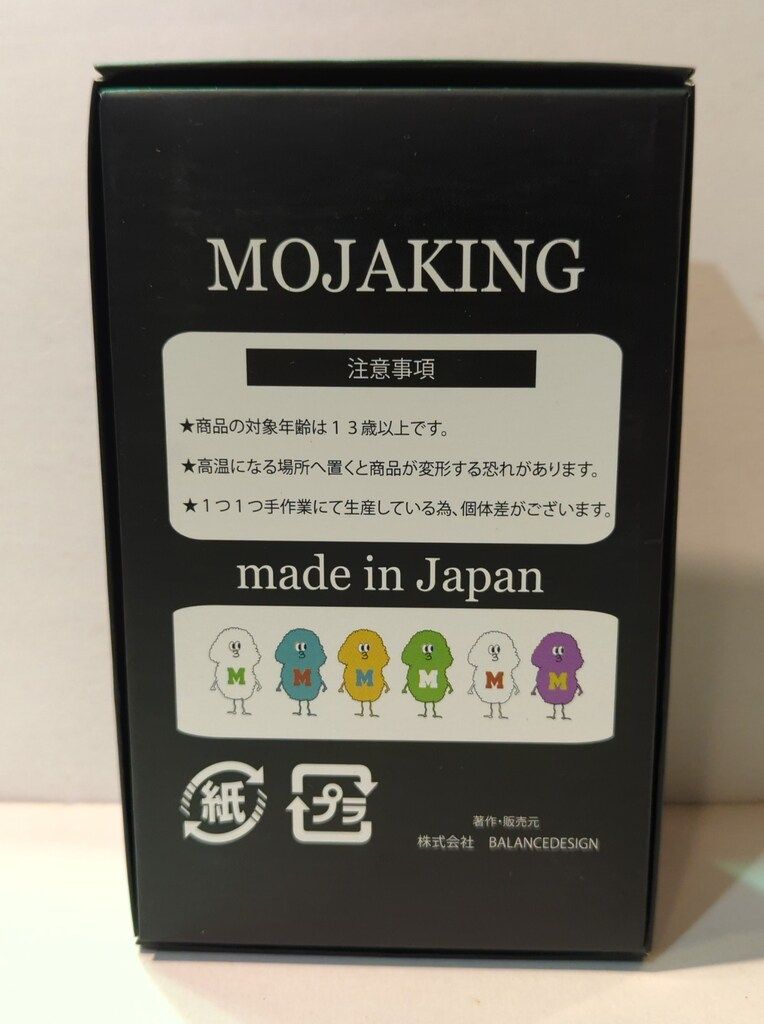 MOJAKING
注意事項
★商品の対象年齢は１３歳以上です。
★高温になる場所へ置くと商品が変形する恐れがあります。
★１つ１つ手作業にて生産している為、個体差がございます。
made in Japan
M M M M M M
紙 プラ
著作・販売元
株式会社　BALANCEDESIGN